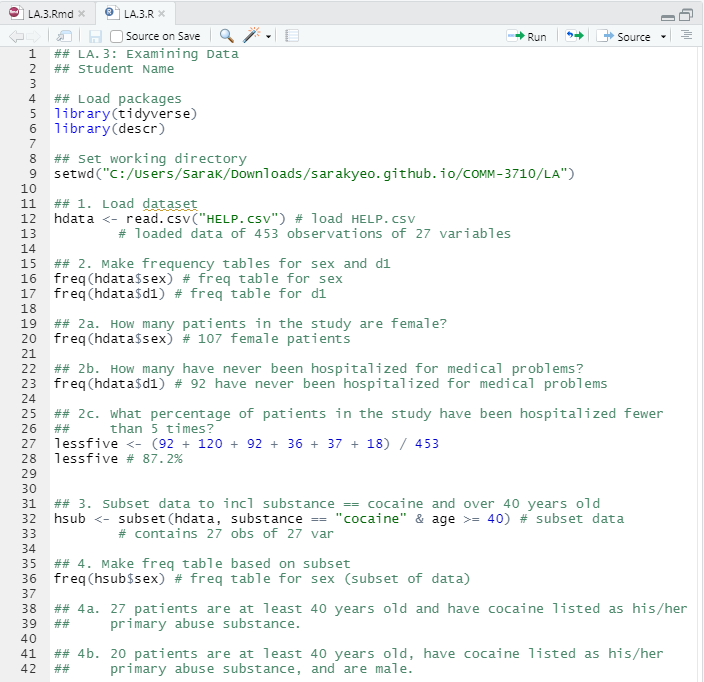 LA.3.Rmd × LA.3.R ×
Source on Save Run Source
1 ## LA.3: Examining Data
2 ## Student Name
3
4 ## Load packages
5 library(tidyverse)
6 library(descr)
7
8 ## Set working directory
9 setwd("C:/Users/SaraK/Downloads/sarakyeo.github.io/COMM-3710/LA")
10
11 ## 1. Load dataset
12 hdata <- read.csv("HELP.csv") # load HELP.csv
13 # loaded data of 453 observations of 27 variables
14
15 ## 2. Make frequency tables for sex and d1
16 freq(hdata$sex) # freq table for sex
17 freq(hdata$d1) # freq table for d1
18
19 ## 2a. How many patients in the study are female?
20 freq(hdata$sex) # 107 female patients
21
22 ## 2b. How many have never been hospitalized for medical problems?
23 freq(hdata$d1) # 92 have never been hospitalized for medical problems
24
25 ## 2c. What percentage of patients in the study have been hospitalized fewer
26 ## than 5 times?
27 lessfive <- (92 + 120 + 92 + 36 + 37 + 18) / 453
28 lessfive # 87.2%
29
30
31 ## 3. Subset data to incl substance == cocaine and over 40 years old
32 hsub <- subset(hdata, substance == "cocaine" & age >= 40) # subset data
33 # contains 27 obs of 27 var
34
35 ## 4. Make freq table based on subset
36 freq(hsub$sex) # freq table for sex (subset of data)
37
38 ## 4a. 27 patients are at least 40 years old and have cocaine listed as his/her
39 ## primary abuse substance.
40
41 ## 4b. 20 patients are at least 40 years old, have cocaine listed as his/her
42 ## primary abuse substance, and are male.